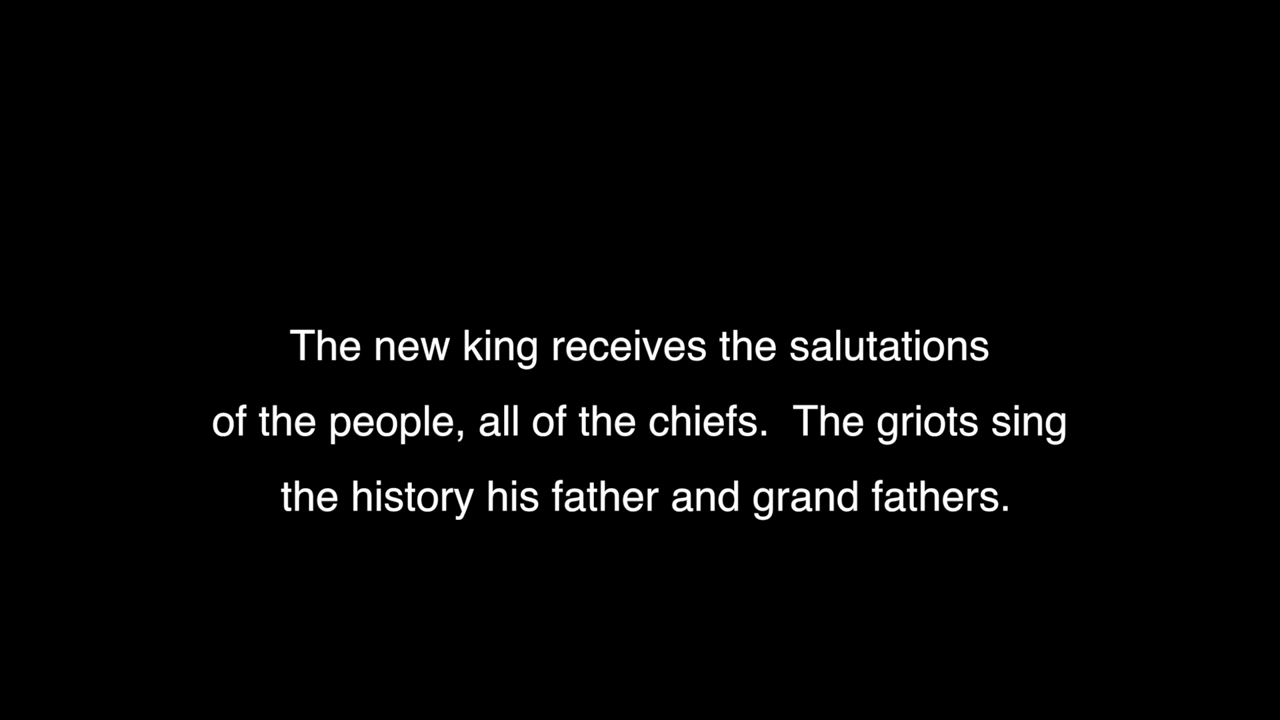 The new king receives the salutations
of the people, all of the chiefs.  The griots sing
the history his father and grand fathers.